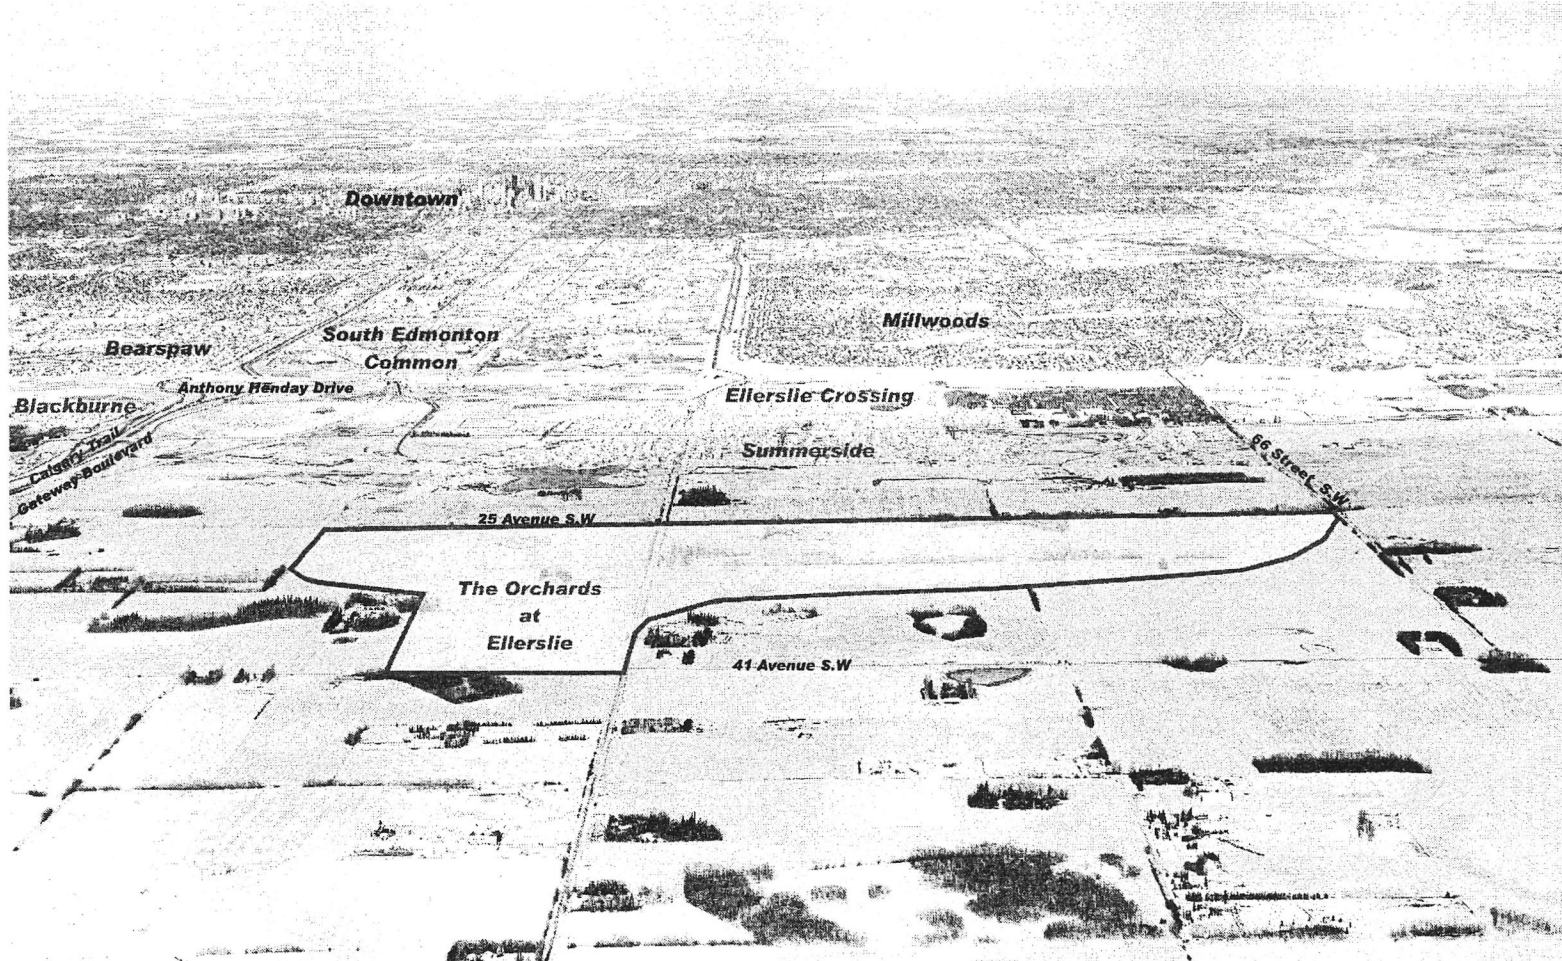 Downtown
South Edmonton
Common
Millwoods
Bearspaw
Anthony Henday Drive
Ellerslie Crossing
Blackburne
Calgary Trail
Gateway Boulevard
Summerside
66 Street S.W
25 Avenue S.W
The Orchards
at
Ellerslie
41 Avenue S.W